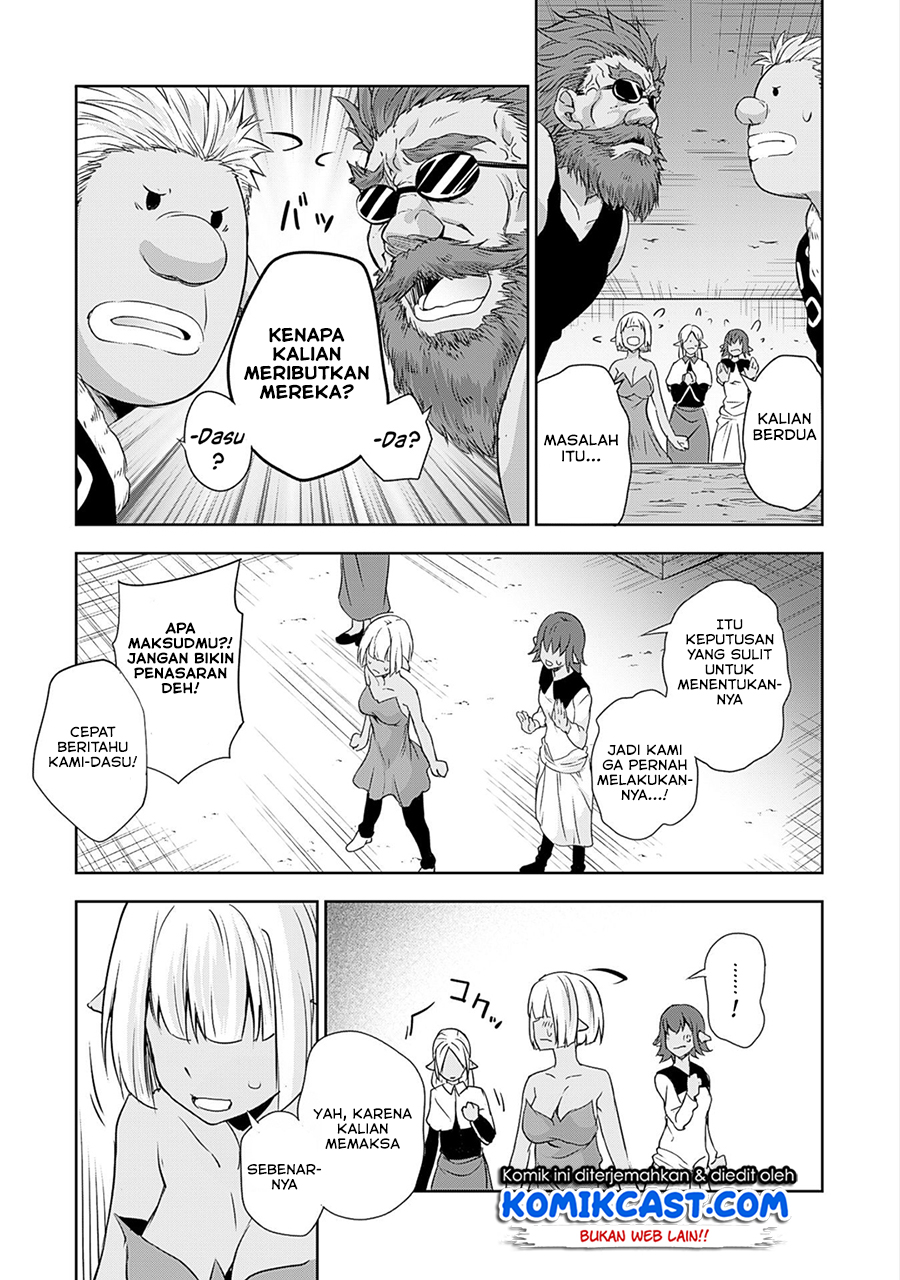 KALIAN
BERDUA
MASALAH
ITU...
バッ
KENAPA
KALIAN
MERIBUTKAN
MEREKA?
-Da?
-Dasu
?
ITU
KEPUTUSAN
YANG SULIT
UNTUK
MENENTUKAN-
NYA
JADI KAMI
GA PERNAH
MELAKUKAN-
NYA...!
APA
MAKSUDMU?!
JANGAN BIKIN
PENASARAN
DEH!
CEPAT
BERITAHU
KAMI-DASU!
......
!
コクッ
YAH, KARENA
KALIAN
MEMAKSA
SEBENAR-
NYA
Komik ini diterjemahkan & diedit oleh
KOMIKCAST.COM
BUKAN WEB LAIN!!